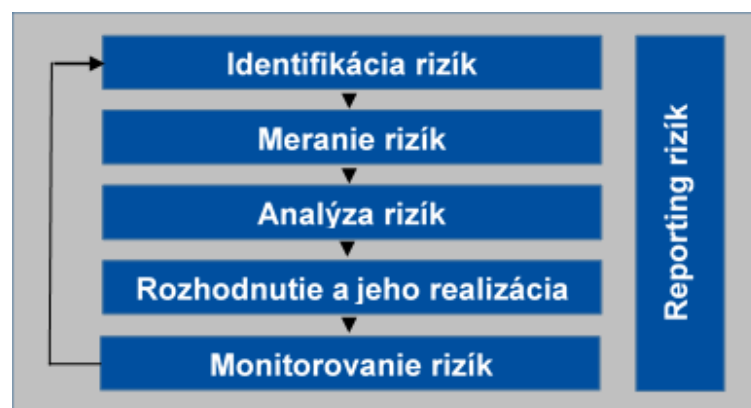 Identifikácia rizík
Meranie rizík
Analýza rizík
Rozhodnutie a jeho realizácia
Monitorovanie rizík
Reporting rizík